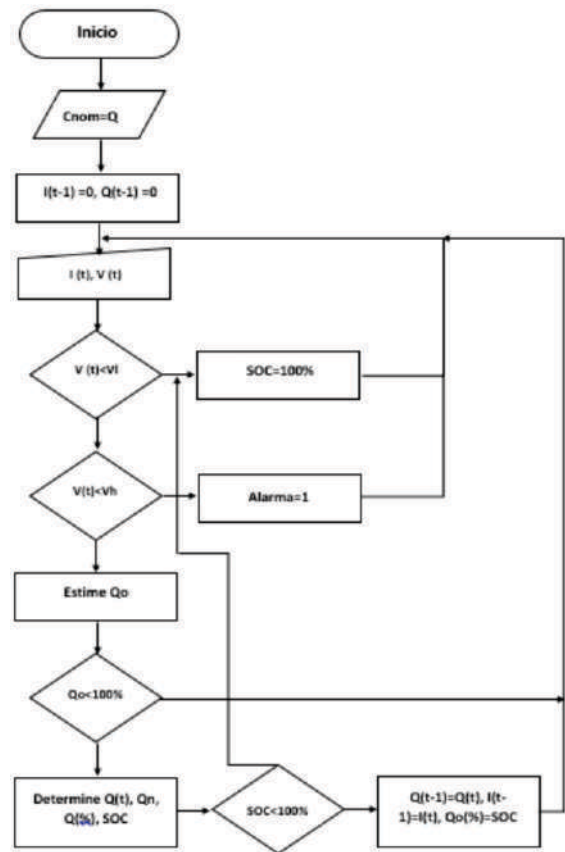 Inicio
Cnom=Q
I(t-1) =0, Q(t-1) =0
I (t), V (t)
V (t)<Vl
SOC=100%
V(t)<Vh
Alarma=1
Estime Qo
Qo<100%
Determine Q(t), Qn,
Q(%), SOC
SOC<100%
Q(t-1)=Q(t), I(t-
1)=I(t), Qo(%)=SOC